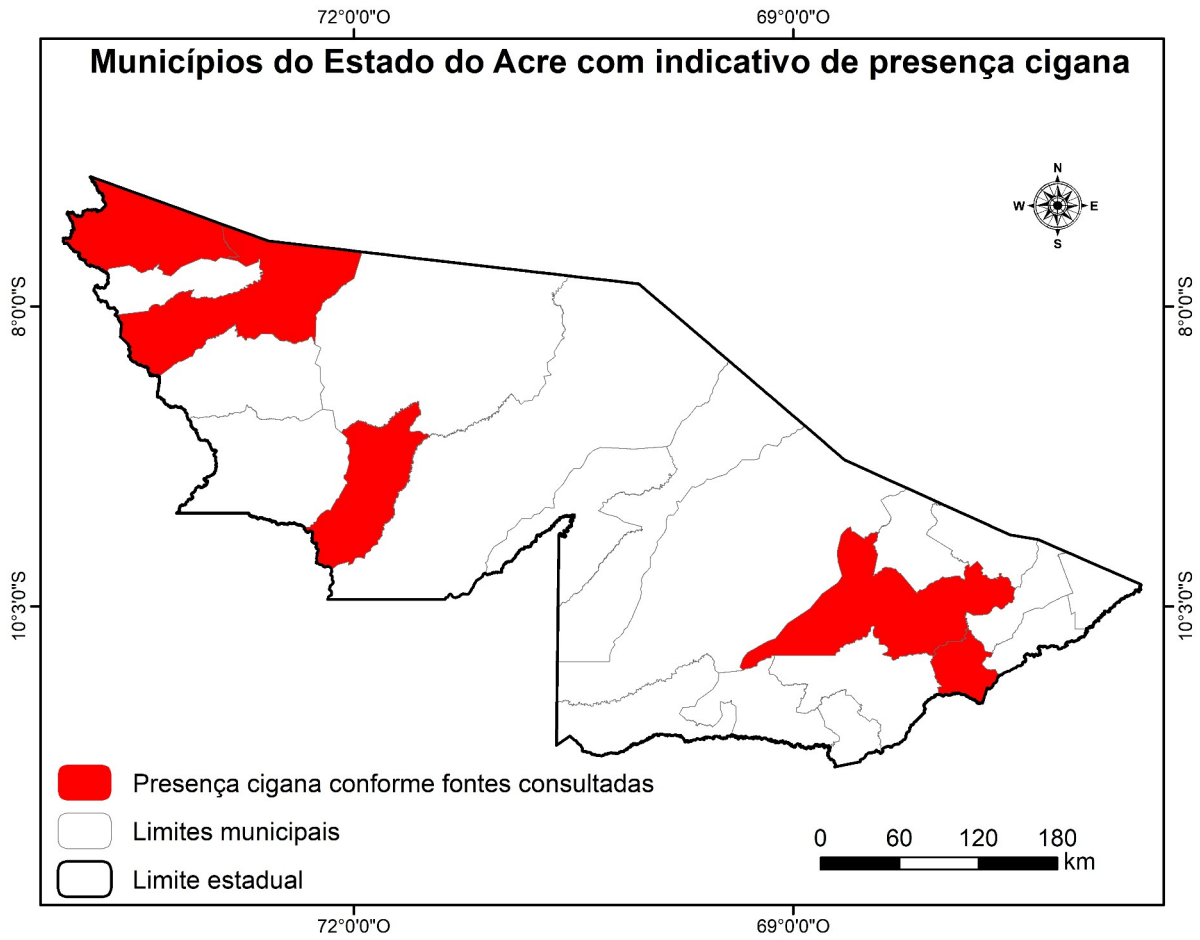 72°0'0"O
69°0'0"O
Municípios do Estado do Acre com indicativo de presença cigana
N
W
E
S
8°0'0"S
8°0'0"S
10°3'0"S
10°3'0"S
Presença cigana conforme fontes consultadas
Limites municipais
Limite estadual
0 60 120 180
km
72°0'0"O
69°0'0"O